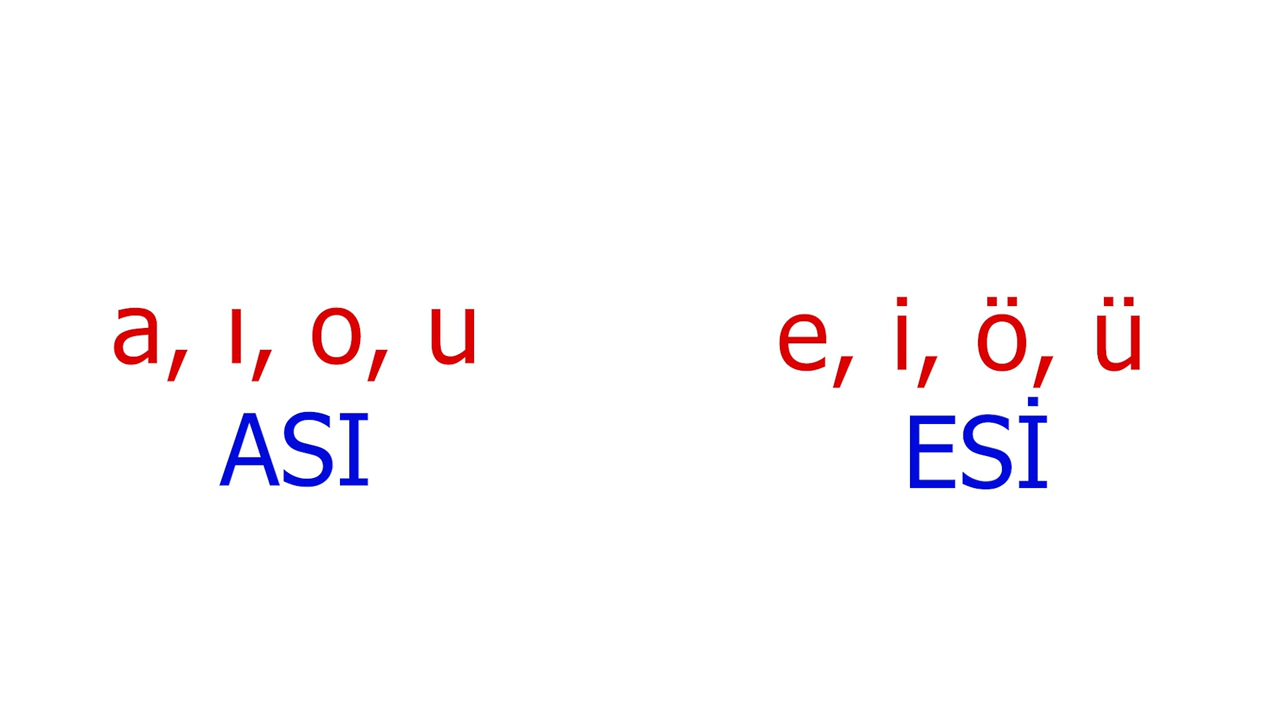 a, ı, o, u
ASI
e, i, ö, ü
ESİ